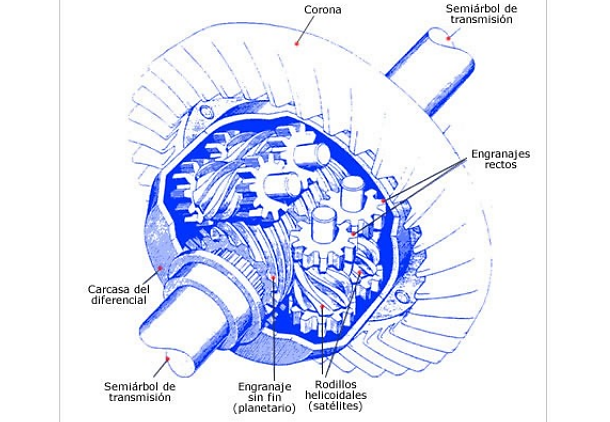 Corona
Semiárbol de
transmisión
Engranajes
rectos
Carcasa del
diferencial
Semiárbol de
transmisión
Engranaje
sin fin
(planetario)
Rodillos
helicoidales
(satélites)